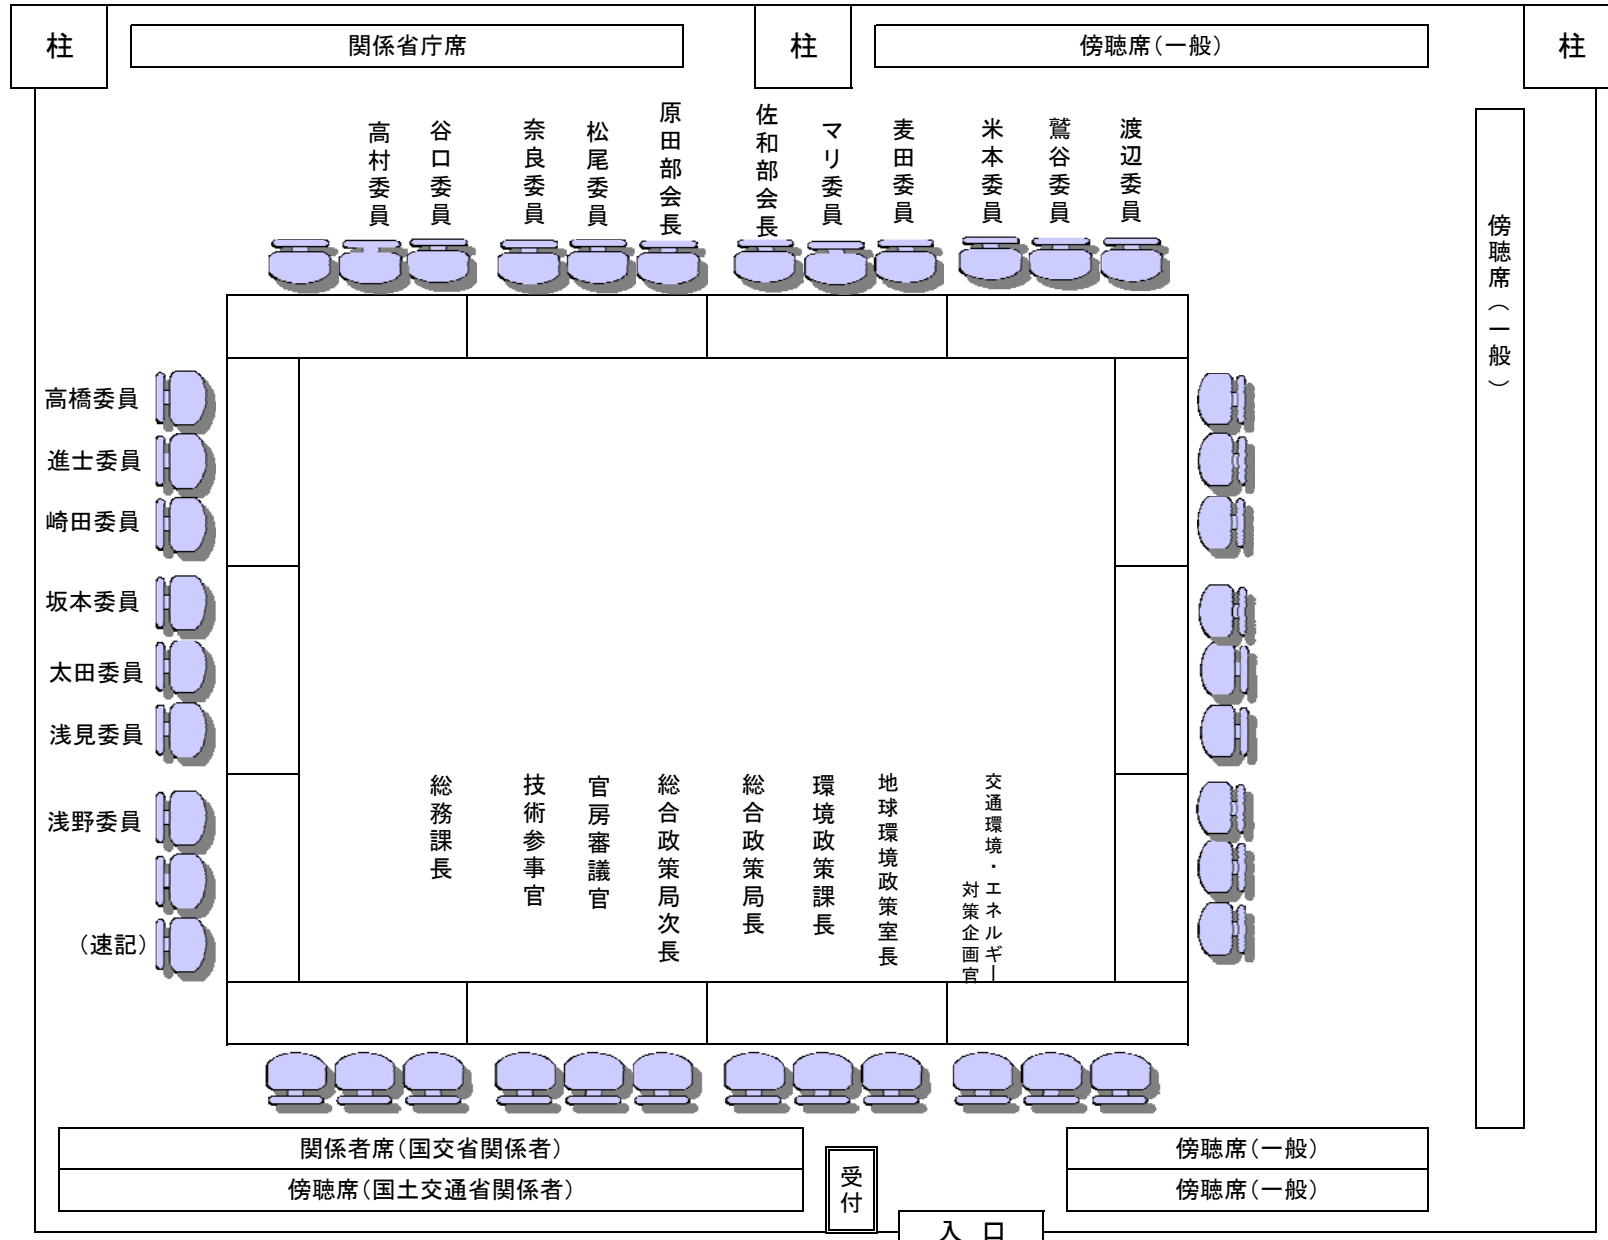 柱
関係省庁席
柱
傍聴席(一般)
柱
高村委員
谷口委員
奈良委員
松尾委員
原田部会長
佐和部会長
マリ委員
麦田委員
米本委員
鷲谷委員
渡辺委員
傍聴席(一般)
高橋委員
進士委員
崎田委員
坂本委員
太田委員
浅見委員
浅野委員
(速記)
総務課長
技術参事官
官房審議官
総合政策局次長
総合政策局長
環境政策課長
地球環境政策室長
交通環境・エネルギー
対策企画官
関係者席(国交省関係者)
傍聴席(国土交通省関係者)
受付
入口
傍聴席(一般)
傍聴席(一般)